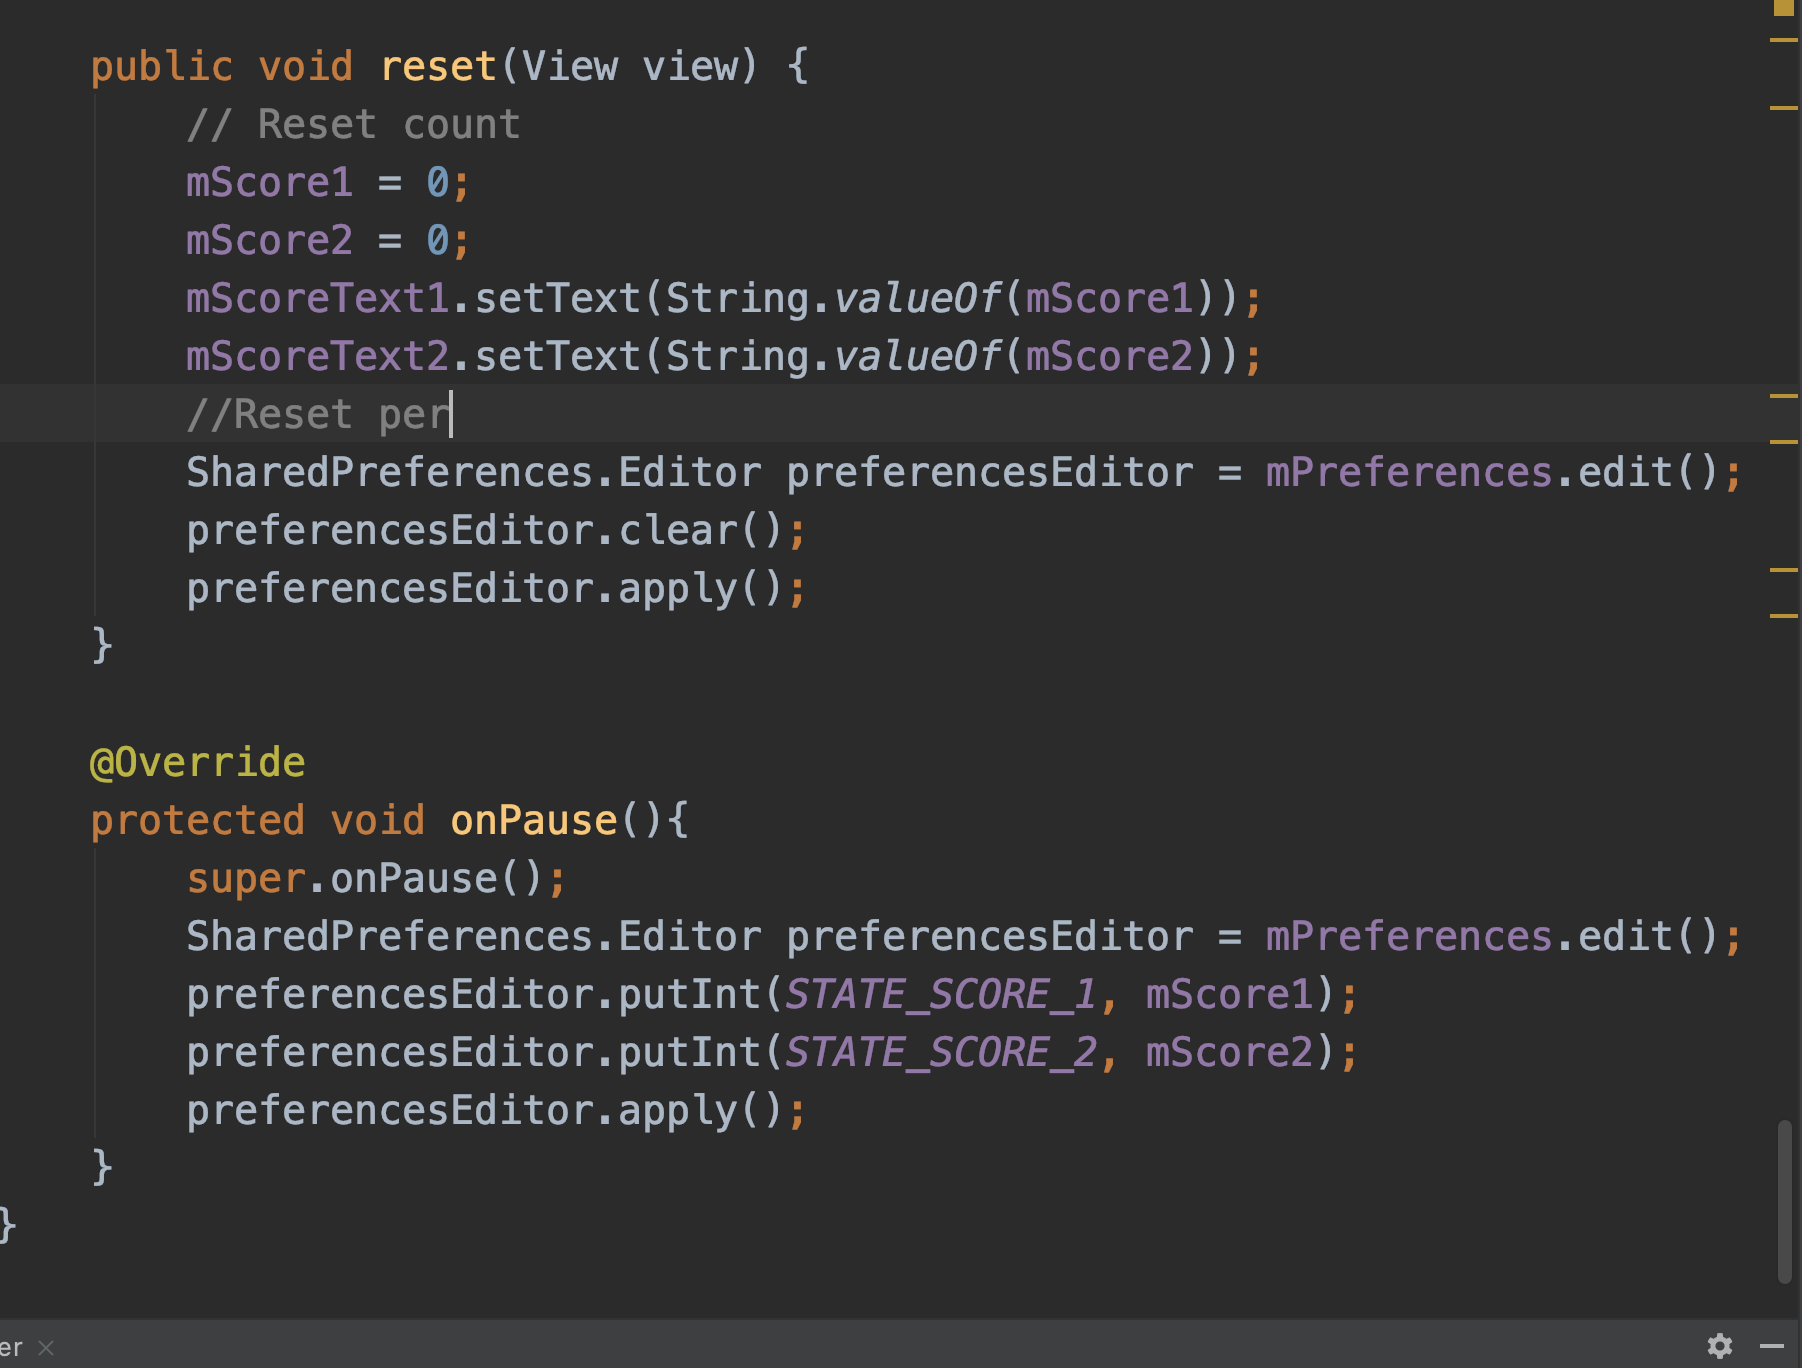 public void reset(View view) {
// Reset count
mScore1 = 0;
mScore2 = 0;
mScoreText1.setText(String.valueOf(mScore1));
mScoreText2.setText(String.valueOf(mScore2));
//Reset per
SharedPreferences.Editor preferencesEditor = mPreferences.edit();
preferencesEditor.clear();
preferencesEditor.apply();
}
@Override
protected void onPause(){
super.onPause();
SharedPreferences.Editor preferencesEditor = mPreferences.edit();
preferencesEditor.putInt(STATE_SCORE_1, mScore1);
preferencesEditor.putInt(STATE_SCORE_2, mScore2);
preferencesEditor.apply();
}
}
er